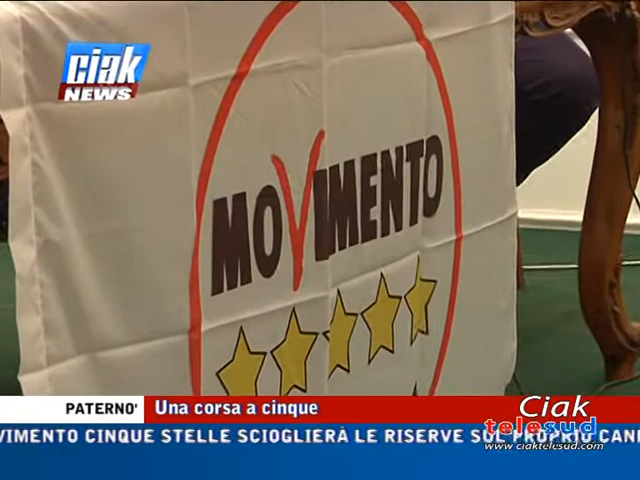 ciak
NEWS
MOVIMENTO
PATERNO' Una corsa a cinque
Ciak
telesud
www.ciaktelesud.com
VIMENTO CINQUE STELLE SCIOGLIERÀ LE RISERVE SUL PROPRIO CAN